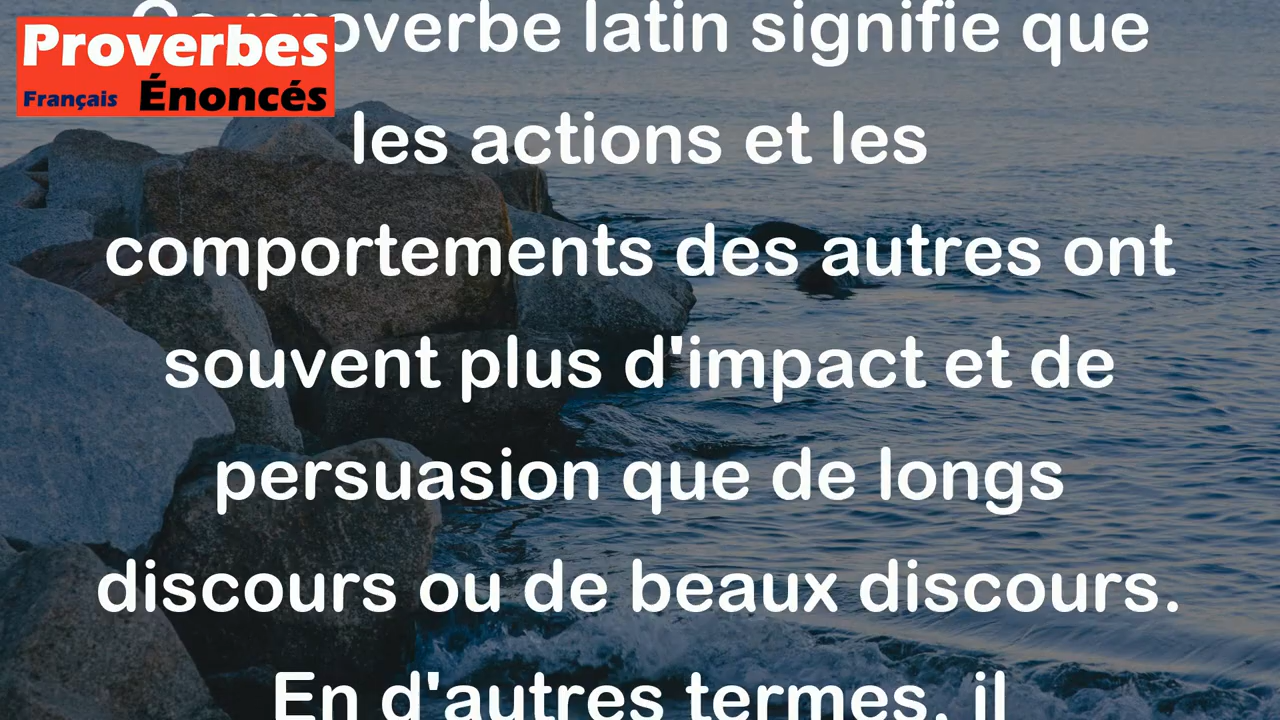 Proverbes
Français Énoncés
Ce proverbe latin signifie que
les actions et les
comportements des autres ont
souvent plus d'impact et de
persuasion que de longs
discours ou de beaux discours.
En d'autres termes, il